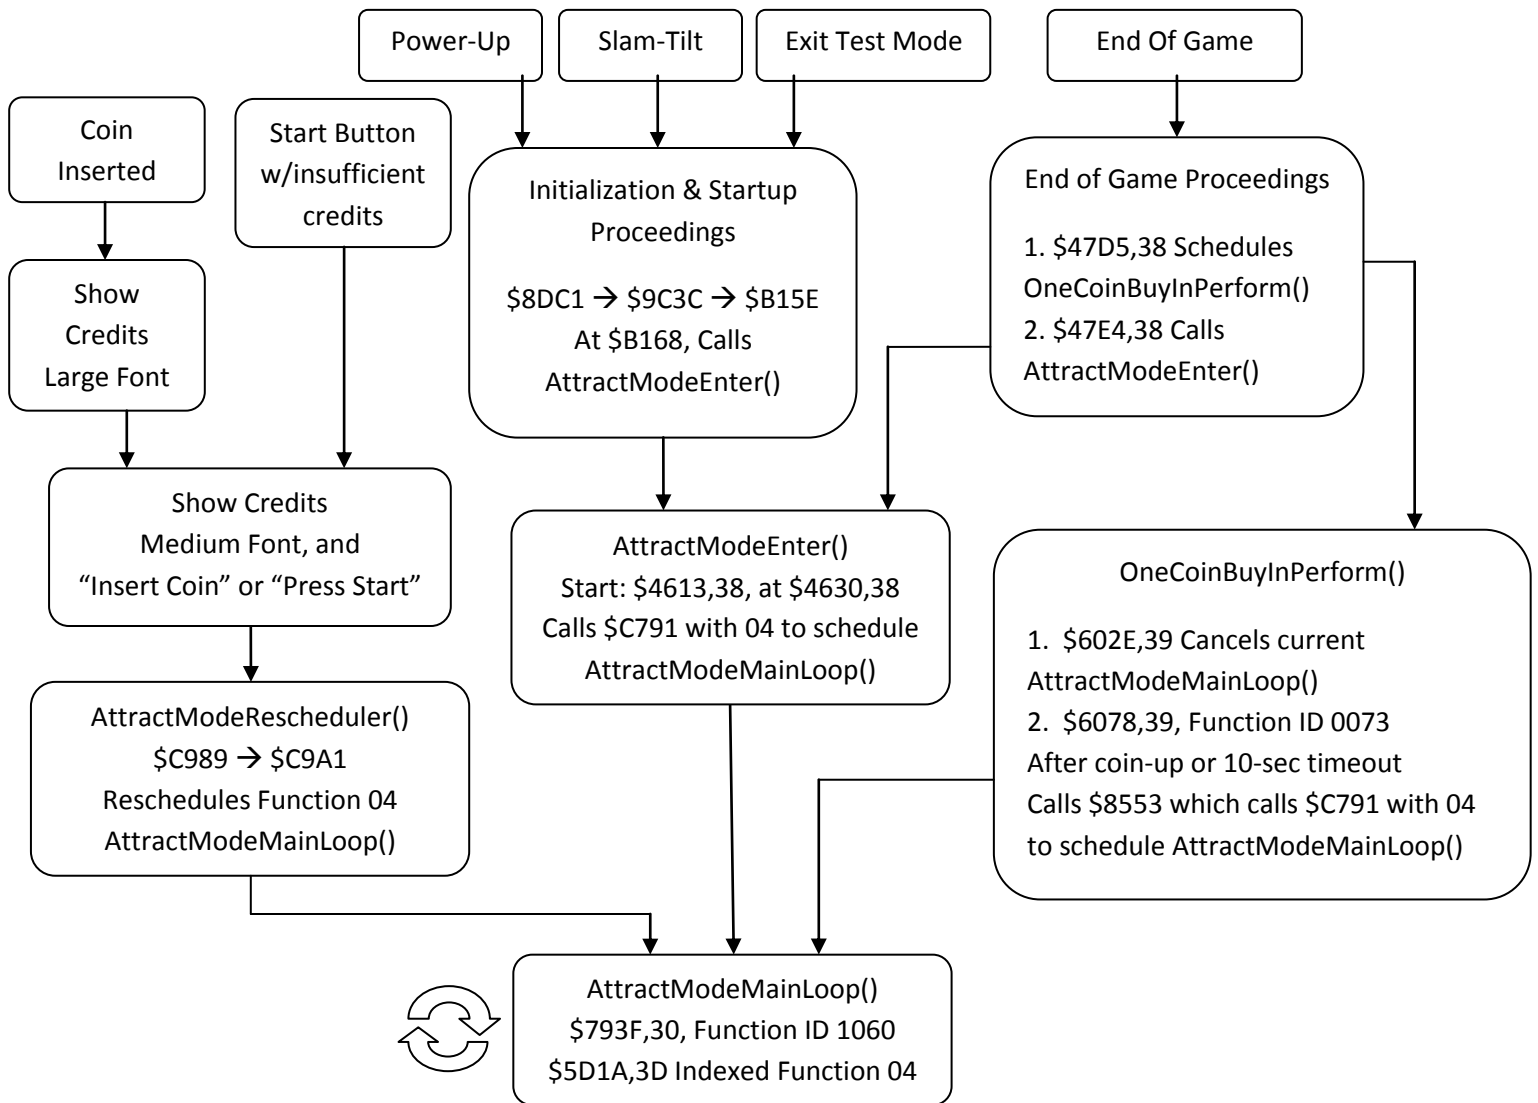 Power-Up
Slam-Tilt
Exit Test Mode
End Of Game
Coin
Inserted
Start Button
w/insufficient
credits
Show
Credits
Large Font
Initialization & Startup
Proceedings
$8DC1 → $9C3C → $B15E
At $B168, Calls
AttractModeEnter()
End of Game Proceedings
1. $47D5,38 Schedules
OneCoinBuyInPerform()
2. $47E4,38 Calls
AttractModeEnter()
Show Credits
Medium Font, and
“Insert Coin” or “Press Start”
AttractModeEnter()
Start: $4613,38, at $4630,38
Calls $C791 with 04 to schedule
AttractModeMainLoop()
OneCoinBuyInPerform()
1. $602E,39 Cancels current
AttractModeMainLoop()
2. $6078,39, Function ID 0073
After coin-up or 10-sec timeout
Calls $8553 which calls $C791 with 04
to schedule AttractModeMainLoop()
AttractModeRescheduler()
$C989 → $C9A1
Reschedules Function 04
AttractModeMainLoop()
AttractModeMainLoop()
$793F,30, Function ID 1060
$5D1A,3D Indexed Function 04